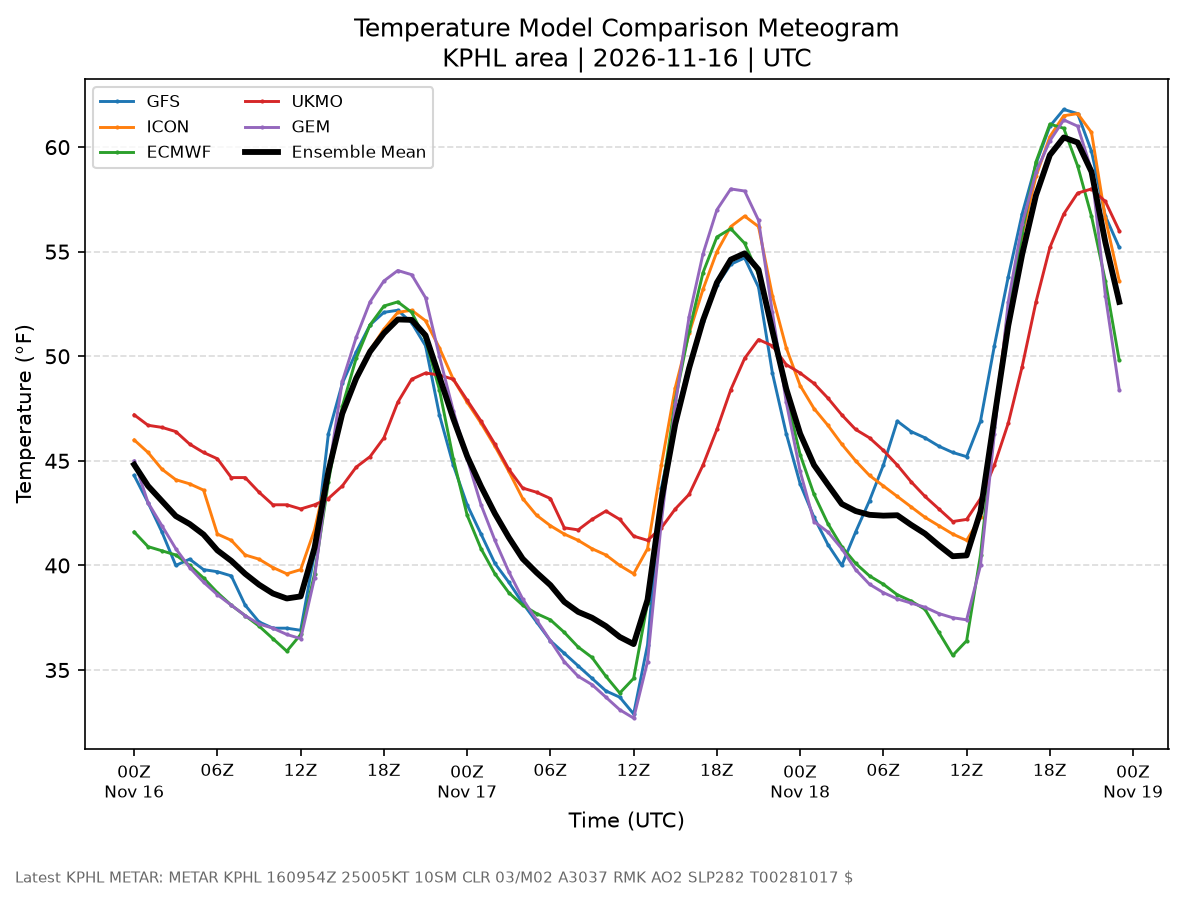 Temperature Model Comparison Meteogram
KPHL area | 2026-11-16 | UTC
GFS
ICON
ECMWF
UKMO
GEM
Ensemble Mean
60
55
50
45
40
35
Temperature (°F)
00Z
Nov 16
06Z
12Z
18Z
00Z
Nov 17
06Z
12Z
18Z
00Z
Nov 18
06Z
12Z
18Z
00Z
Nov 19
Time (UTC)
Latest KPHL METAR: METAR KPHL 160954Z 25005KT 10SM CLR 03/M02 A3037 RMK AO2 SLP282 T00281017 $